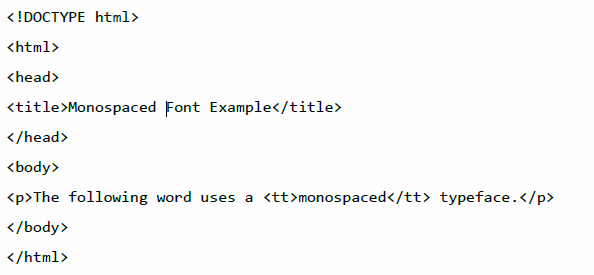 <!DOCTYPE html>
<html>
<head>
<title>Monospaced Font Example</title>
</head>
<body>
<p>The following word uses a <tt>monospaced</tt> typeface.</p>
</body>
</html>